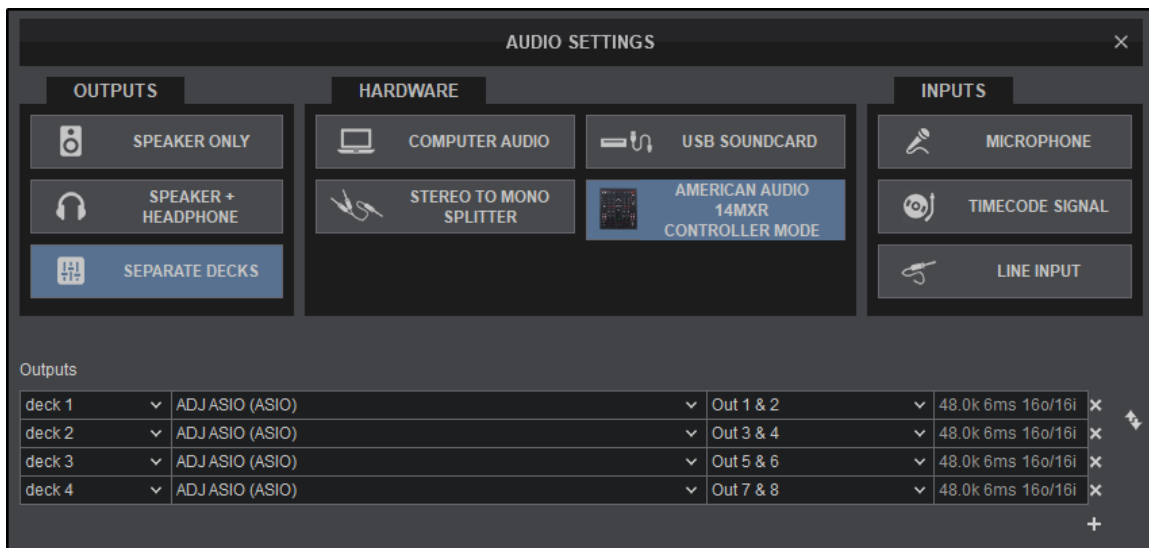 AUDIO SETTINGS
OUTPUTS
HARDWARE
INPUTS
SPEAKER ONLY
COMPUTER AUDIO
USB SOUNDCARD
MICROPHONE
SPEAKER +
HEADPHONE
STEREO TO MONO
SPLITTER
AMERICAN AUDIO
14MXR
CONTROLLER MODE
TIMECODE SIGNAL
SEPARATE DECKS
LINE INPUT
Outputs
deck 1 ADJ ASIO (ASIO) Out 1 & 2 48.0k 6ms 16o/16i
deck 2 ADJ ASIO (ASIO) Out 3 & 4 48.0k 6ms 16o/16i
deck 3 ADJ ASIO (ASIO) Out 5 & 6 48.0k 6ms 16o/16i
deck 4 ADJ ASIO (ASIO) Out 7 & 8 48.0k 6ms 16o/16i